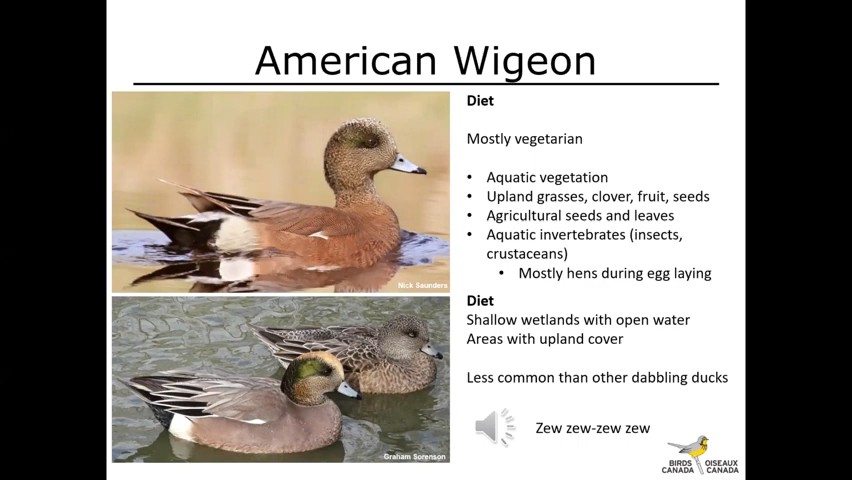 American Wigeon
Diet
Mostly vegetarian
• Aquatic vegetation
• Upland grasses, clover, fruit, seeds
• Agricultural seeds and leaves
• Aquatic invertebrates (insects,
crustaceans)
• Mostly hens during egg laying
Nick Saunders
Diet
Shallow wetlands with open water
Areas with upland cover
Less common than other dabbling ducks
Zew zew-zew zew
Graham Sorenson
BIRDS CANADA
OISEAUX CANADA